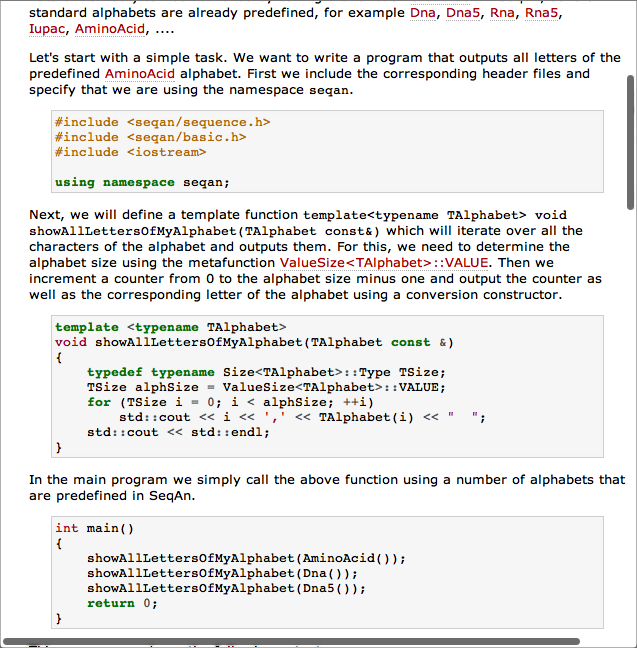 standard alphabets are already predefined, for example Dna, Dna5, Rna, Rna5,
Iupac, AminoAcid, ....
Let's start with a simple task. We want to write a program that outputs all letters of the
predefined AminoAcid alphabet. First we include the corresponding header files and
specify that we are using the namespace seqan.
#include <seqan/sequence.h>
#include <seqan/basic.h>
#include <iostream>
using namespace seqan;
Next, we will define a template function template<typename TAlphabet> void
showAllLettersOfMyAlphabet(TAlphabet const&) which will iterate over all the
characters of the alphabet and outputs them. For this, we need to determine the
alphabet size using the metafunction ValueSize<TAlphabet>::VALUE. Then we
increment a counter from 0 to the alphabet size minus one and output the counter as
well as the corresponding letter of the alphabet using a conversion constructor.
template <typename TAlphabet>
void showAllLettersOfMyAlphabet(TAlphabet const &)
{
    typedef typename Size<TAlphabet>::Type TSize;
    TSize alphSize = ValueSize<TAlphabet>::VALUE;
    for (TSize i = 0; i < alphSize; ++i)
        std::cout << i << ',' << TAlphabet(i) << "  ";
    std::cout << std::endl;
}
In the main program we simply call the above function using a number of alphabets that
are predefined in SeqAn.
int main()
{
    showAllLettersOfMyAlphabet(AminoAcid());
    showAllLettersOfMyAlphabet(Dna());
    showAllLettersOfMyAlphabet(Dna5());
    return 0;
}